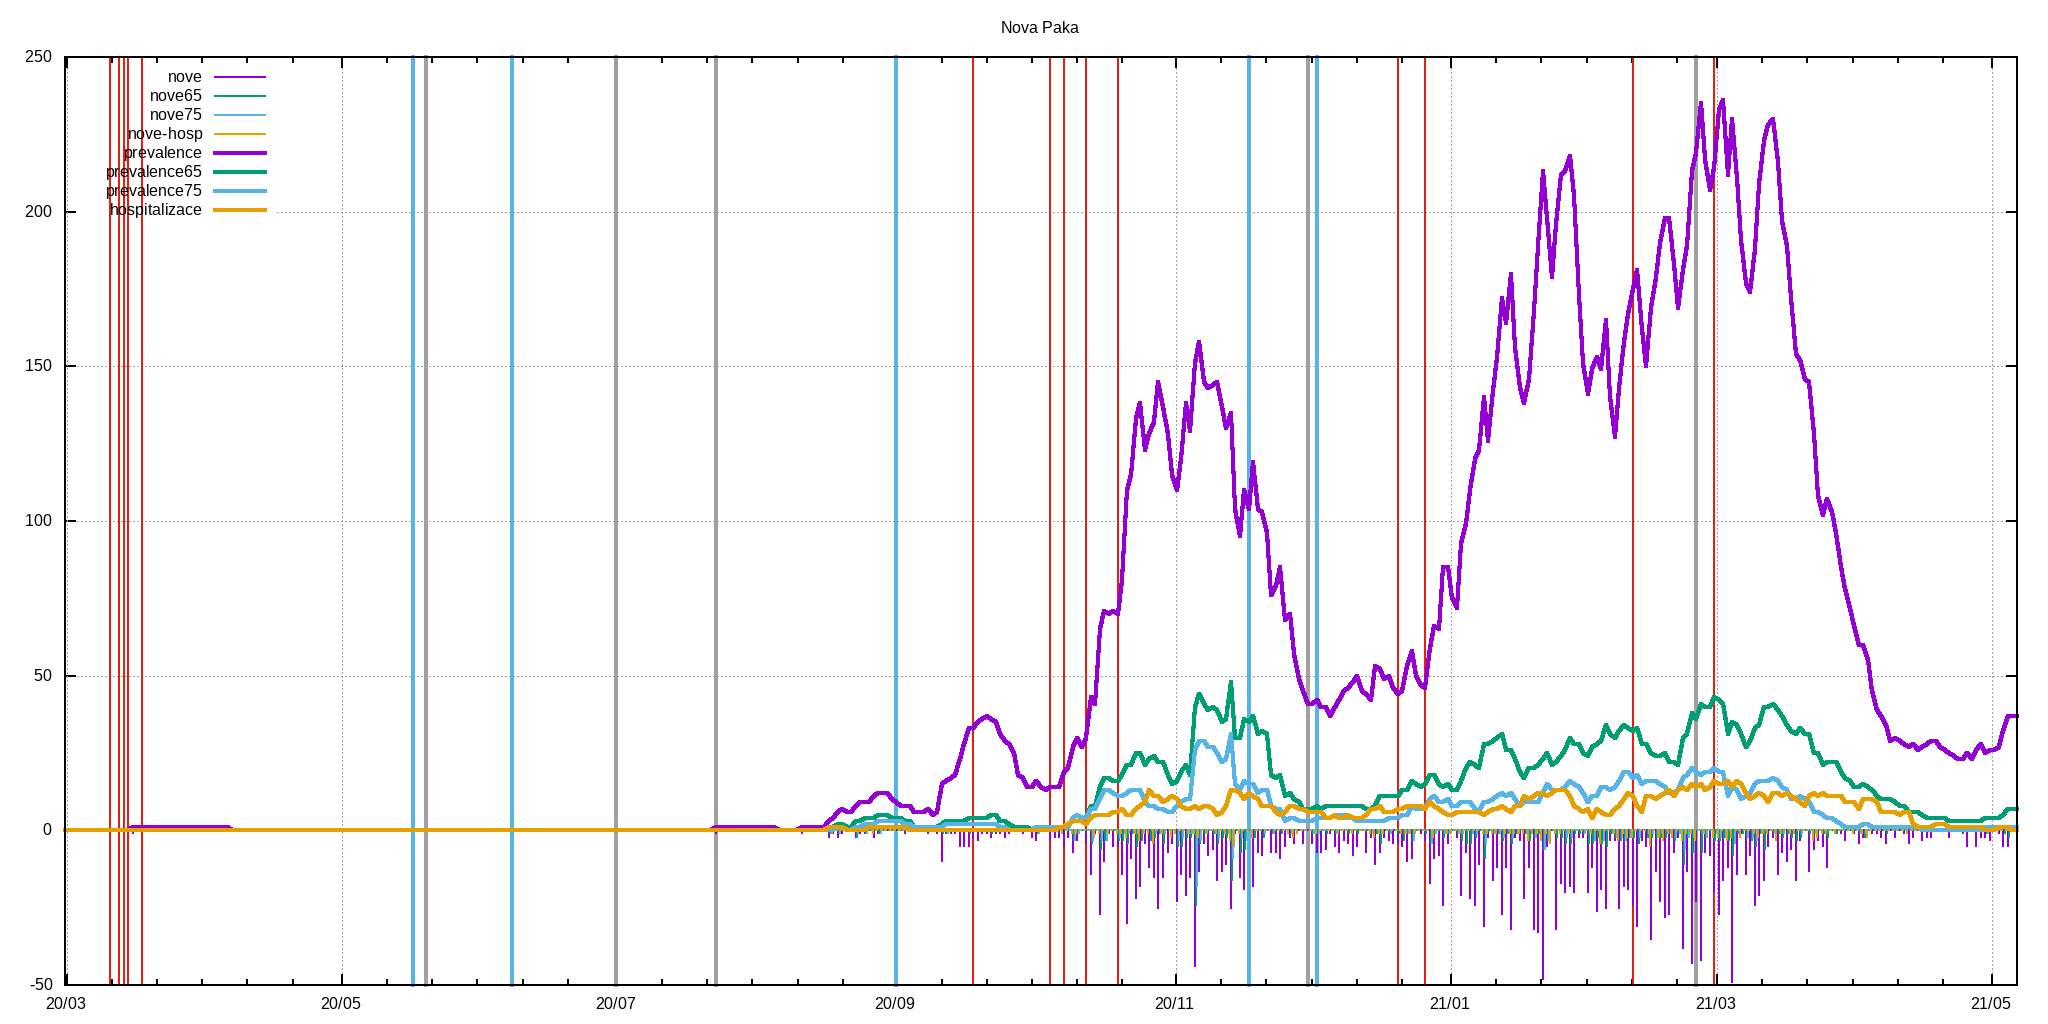 Nova Paka
250
nove
nove65
nove75
nove-hosp
prevalence
prevalence65
prevalence75
hospitalizace
200
150
100
50
0
-50
20/03 20/05 20/07 20/09 20/11 21/01 21/03 21/05